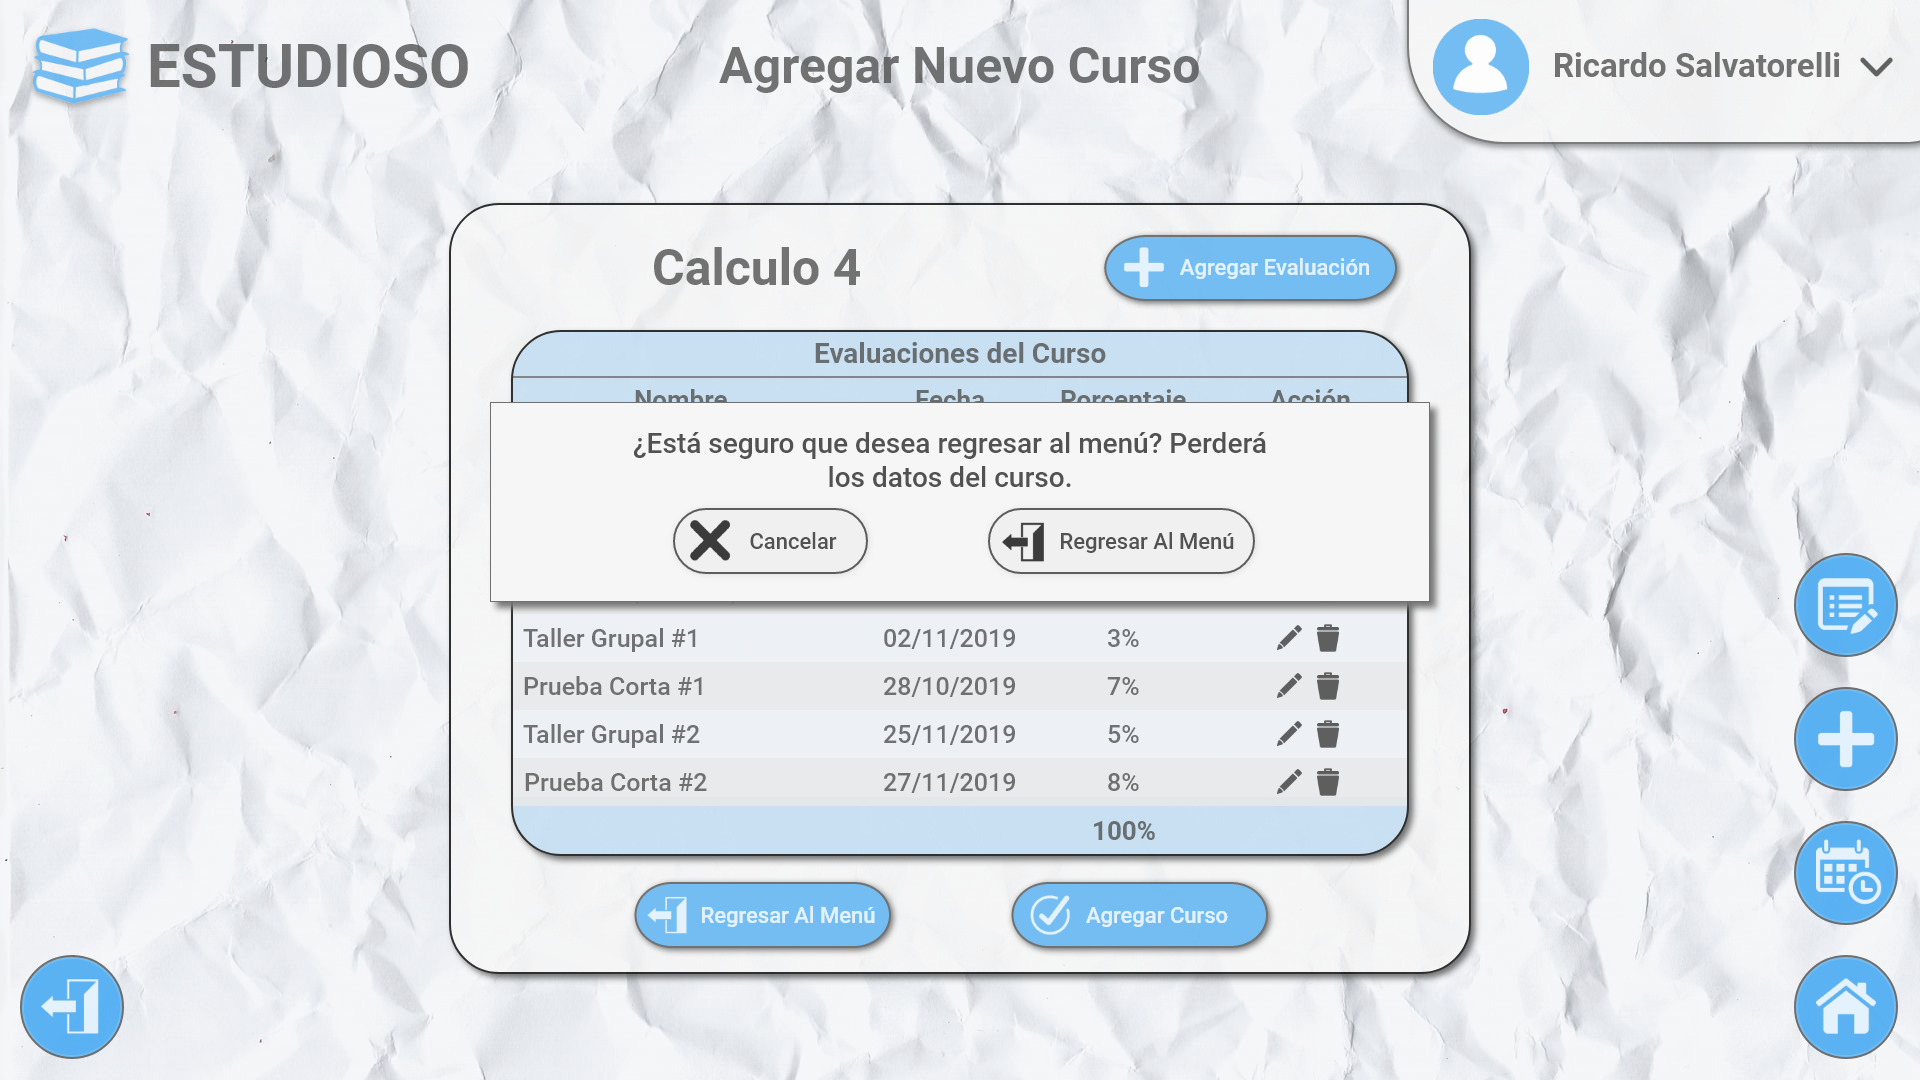 ESTUDIOSO
Agregar Nuevo Curso
Ricardo Salvatorelli
Calculo 4
Agregar Evaluación
Evaluaciones del Curso
Nombre Fecha Porcentaje Acción
¿Está seguro que desea regresar al menú? Perderá
los datos del curso.
Cancelar
Regresar Al Menú
Taller Grupal #1 02/11/2019 3%
Prueba Corta #1 28/10/2019 7%
Taller Grupal #2 25/11/2019 5%
Prueba Corta #2 27/11/2019 8%
100%
Regresar Al Menú
Agregar Curso